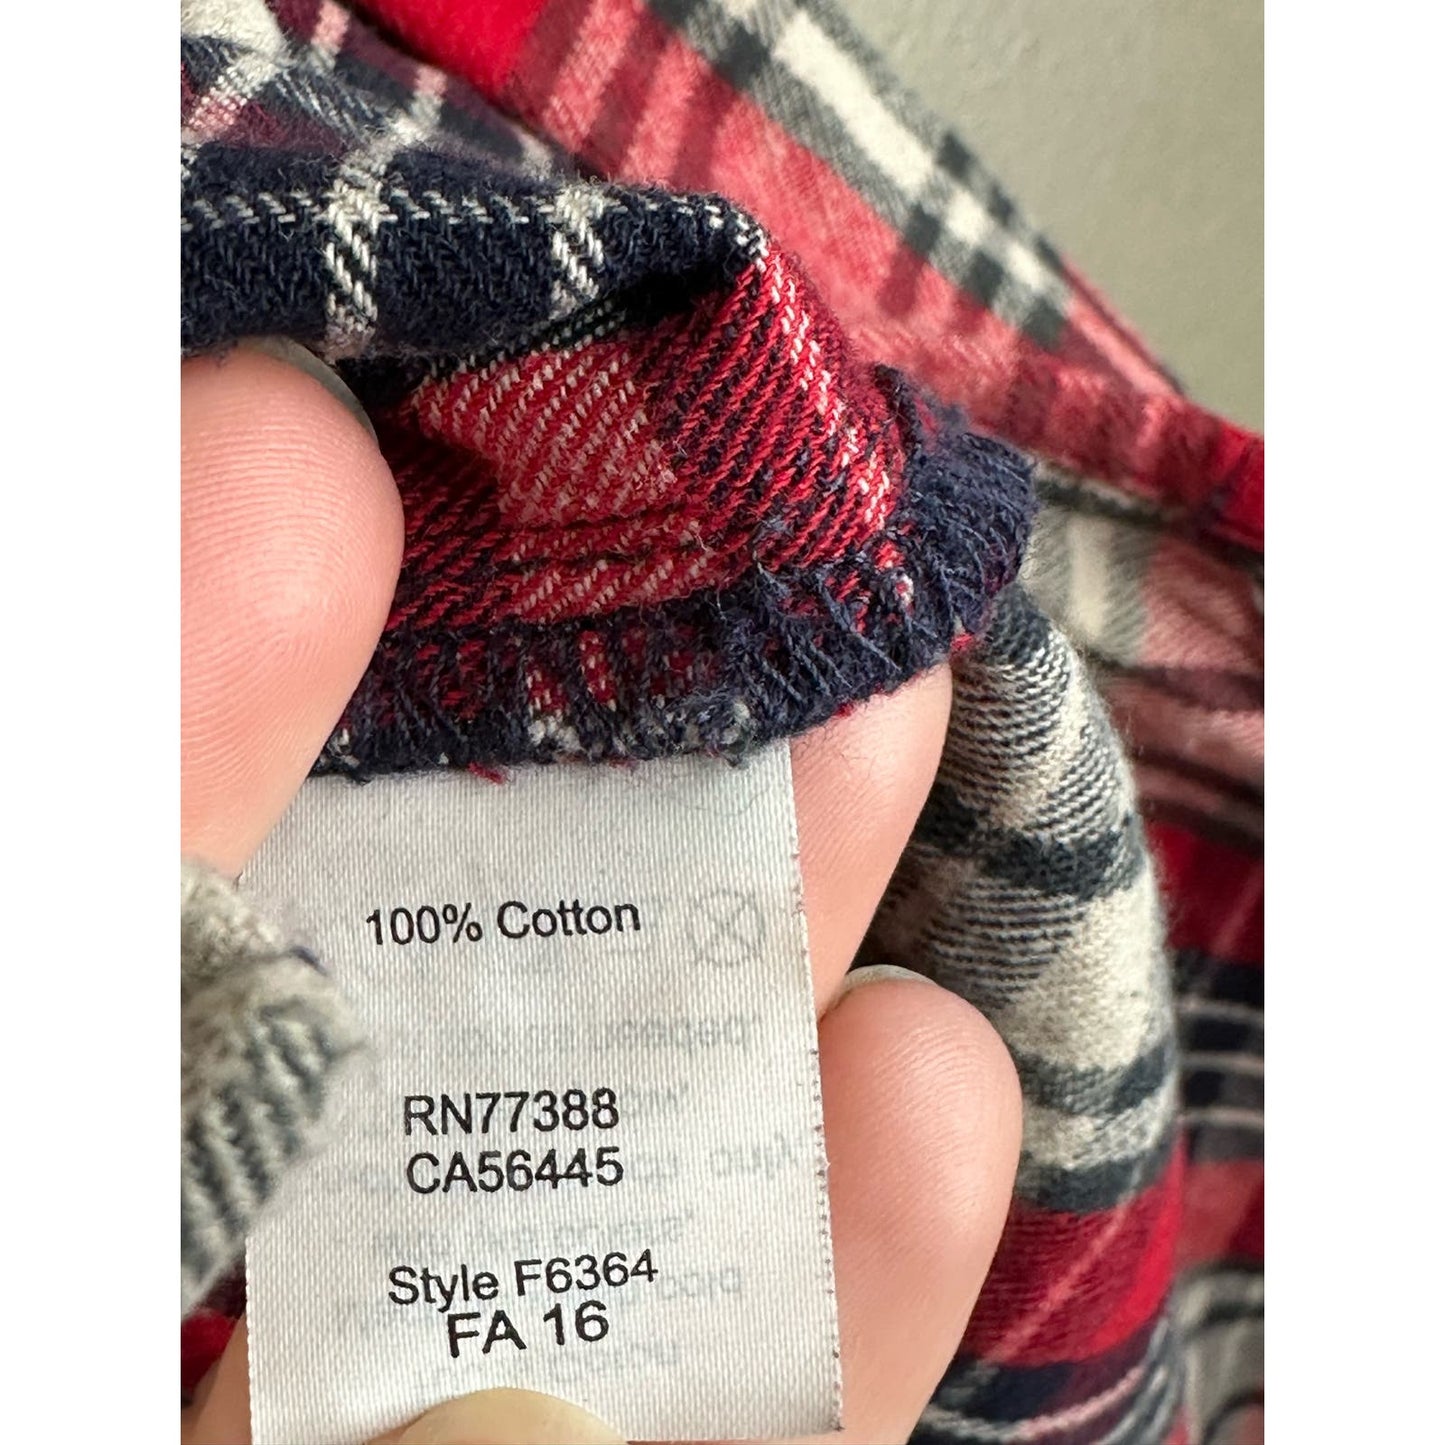 100% Cotton
RN77388
CA56445
Style F6364
FA 16